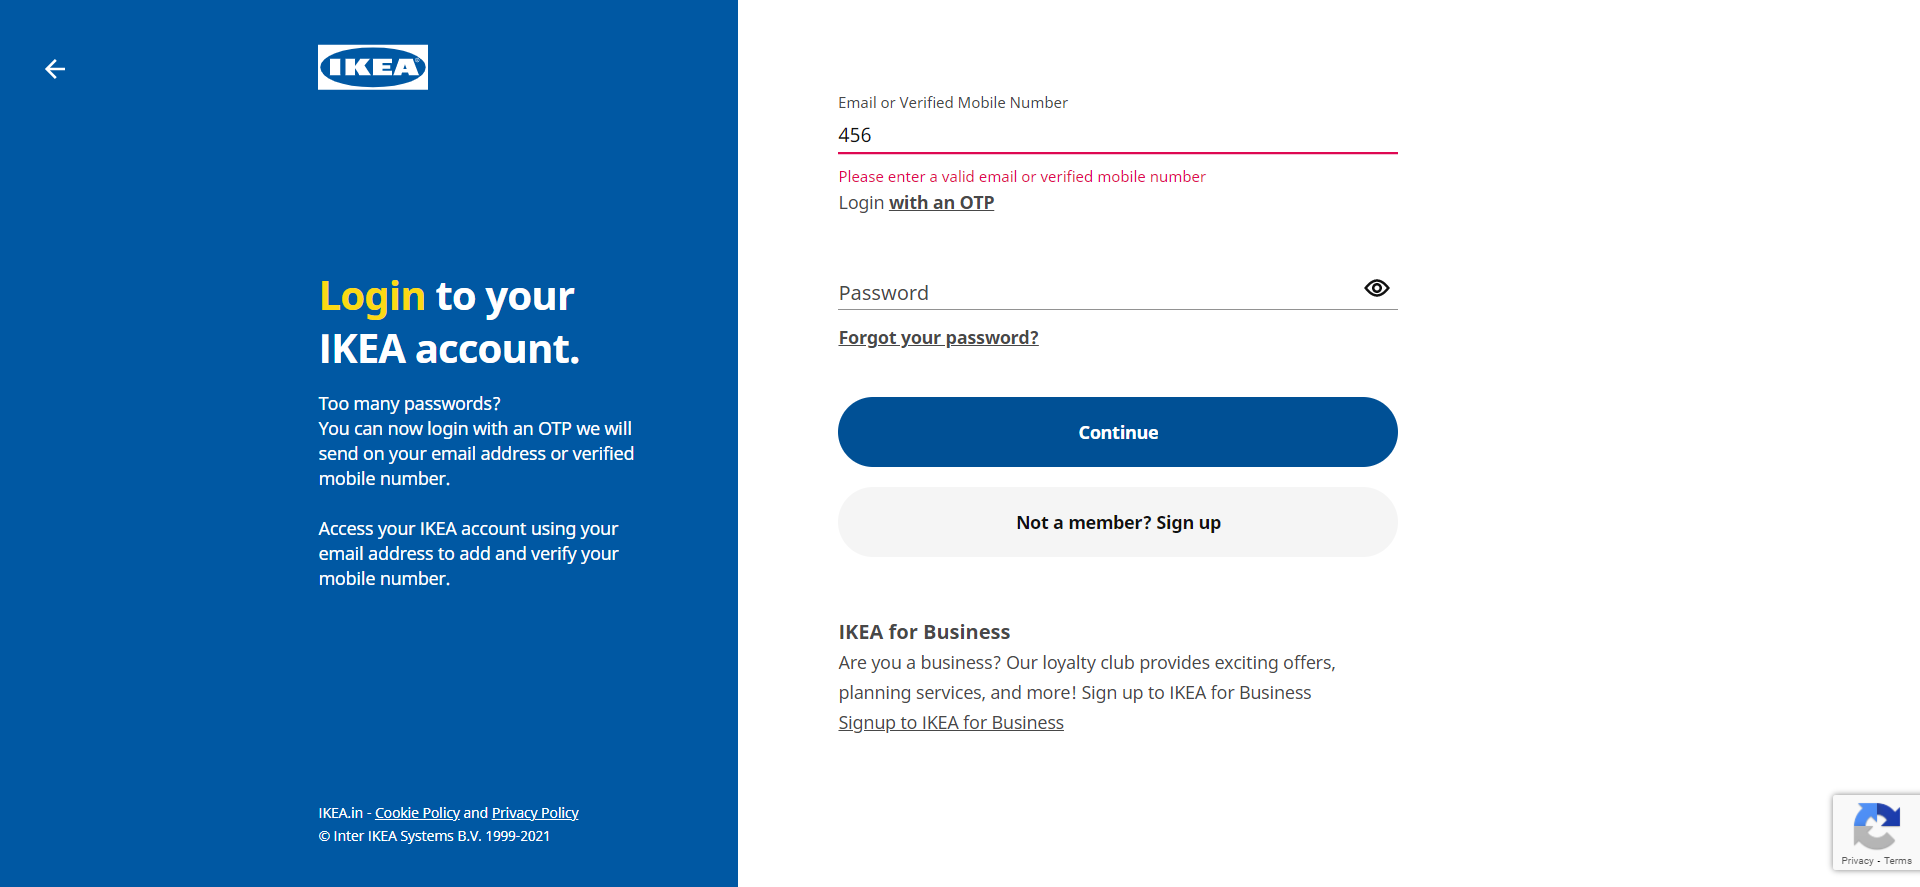 IKEA
Login to your
IKEA account.
Too many passwords?
You can now login with an OTP we will
send on your email address or verified
mobile number.
Access your IKEA account using your
email address to add and verify your
mobile number.
IKEA.in - Cookie Policy and Privacy Policy
© Inter IKEA Systems B.V. 1999-2021
Email or Verified Mobile Number
456
Please enter a valid email or verified mobile number
Login with an OTP
Password
Forgot your password?
Continue
Not a member? Sign up
IKEA for Business
Are you a business? Our loyalty club provides exciting offers,
planning services, and more! Sign up to IKEA for Business
Signup to IKEA for Business
Privacy - Terms